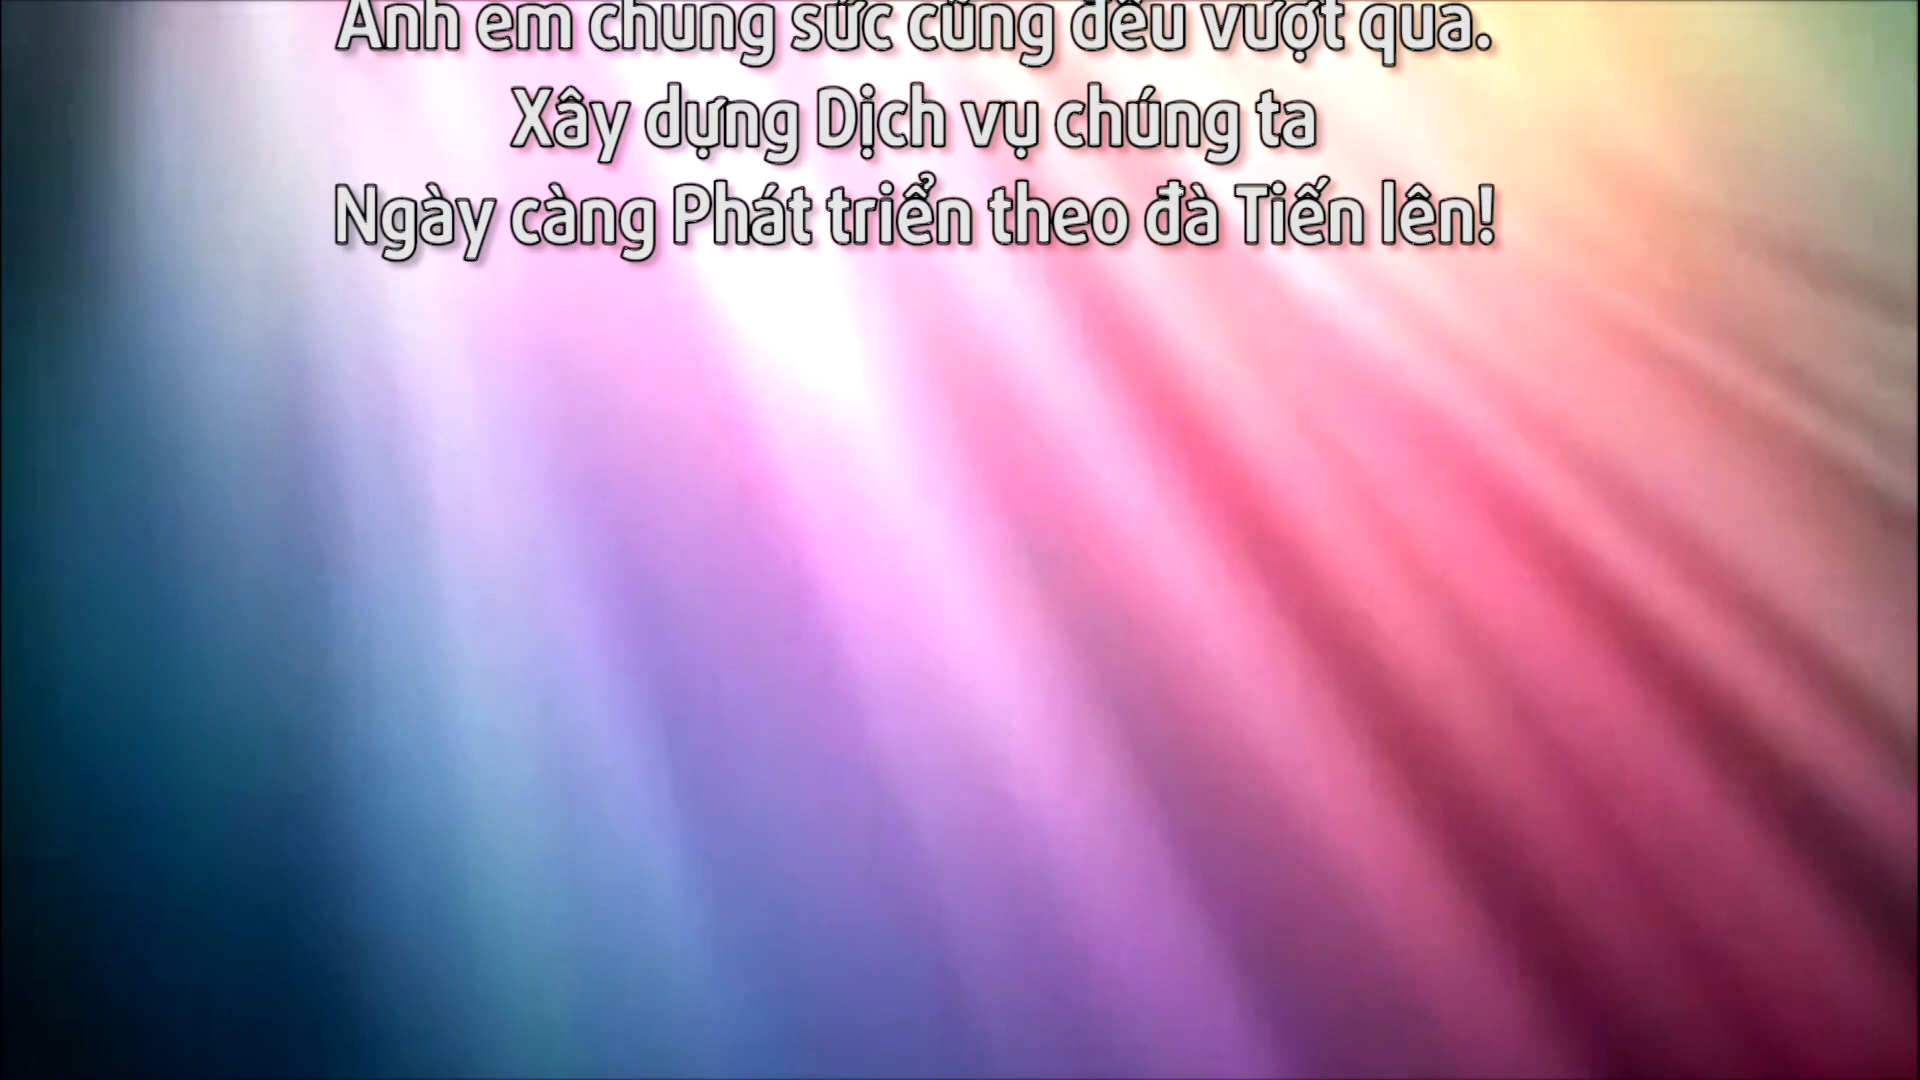 Anh em chung sức cũng đều vượt qua.
Xây dựng Dịch vụ chúng ta
Ngày càng Phát triển theo đà Tiến lên!